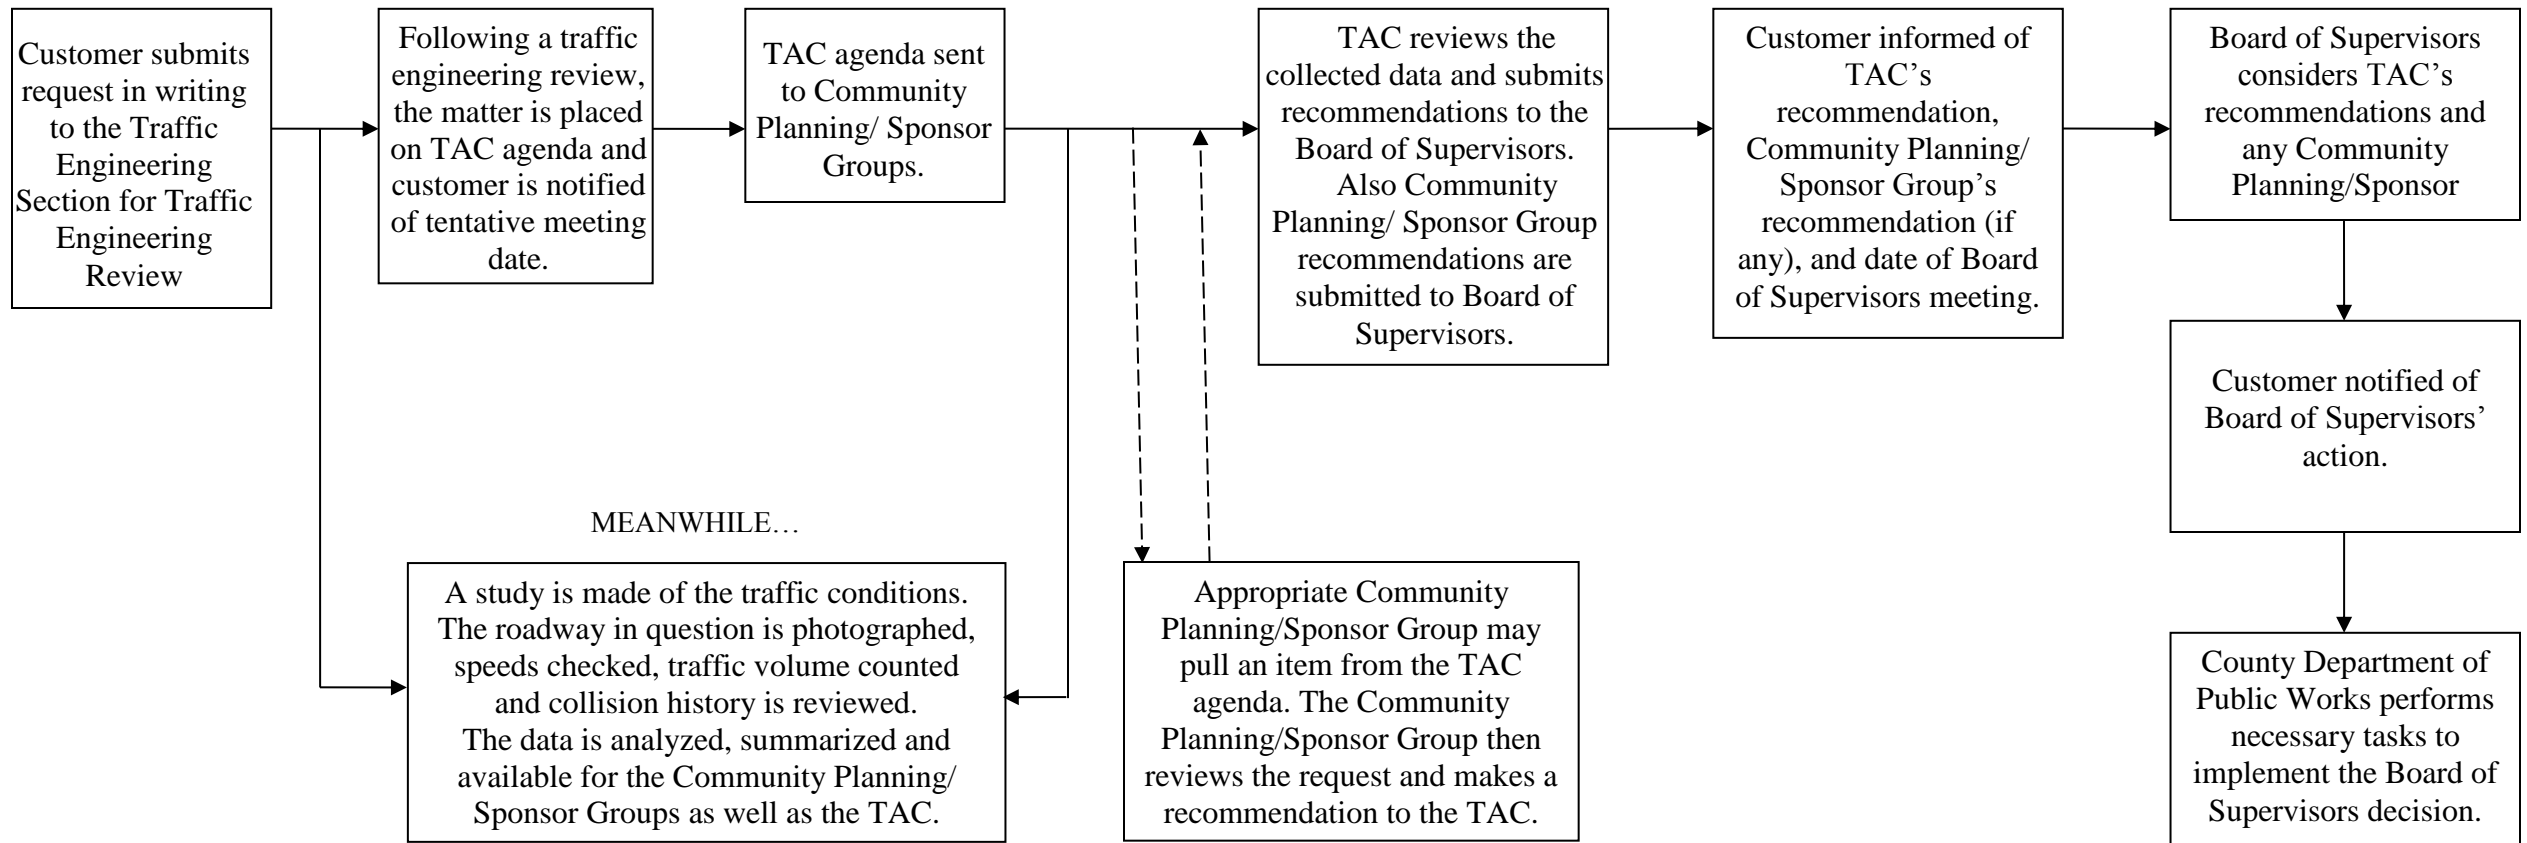 Customer submits
request in writing
to the Traffic
Engineering
Section for Traffic
Engineering
Review
Following a traffic
engineering review,
the matter is placed
on TAC agenda and
customer is notified
of tentative meeting
date.
TAC agenda sent
to Community
Planning/ Sponsor
Groups.
TAC reviews the
collected data and submits
recommendations to the
Board of Supervisors.
Also Community
Planning/ Sponsor Group
recommendations are
submitted to Board of
Supervisors.
Customer informed of
TAC’s
recommendation,
Community Planning/
Sponsor Group’s
recommendation (if
any), and date of Board
of Supervisors meeting.
Board of Supervisors
considers TAC’s
recommendations and
any Community
Planning/Sponsor
Customer notified of
Board of Supervisors’
action.
MEANWHILE…
A study is made of the traffic conditions.
The roadway in question is photographed,
speeds checked, traffic volume counted
and collision history is reviewed.
The data is analyzed, summarized and
available for the Community Planning/
Sponsor Groups as well as the TAC.
Appropriate Community
Planning/Sponsor Group may
pull an item from the TAC
agenda. The Community
Planning/Sponsor Group then
reviews the request and makes a
recommendation to the TAC.
County Department of
Public Works performs
necessary tasks to
implement the Board of
Supervisors decision.